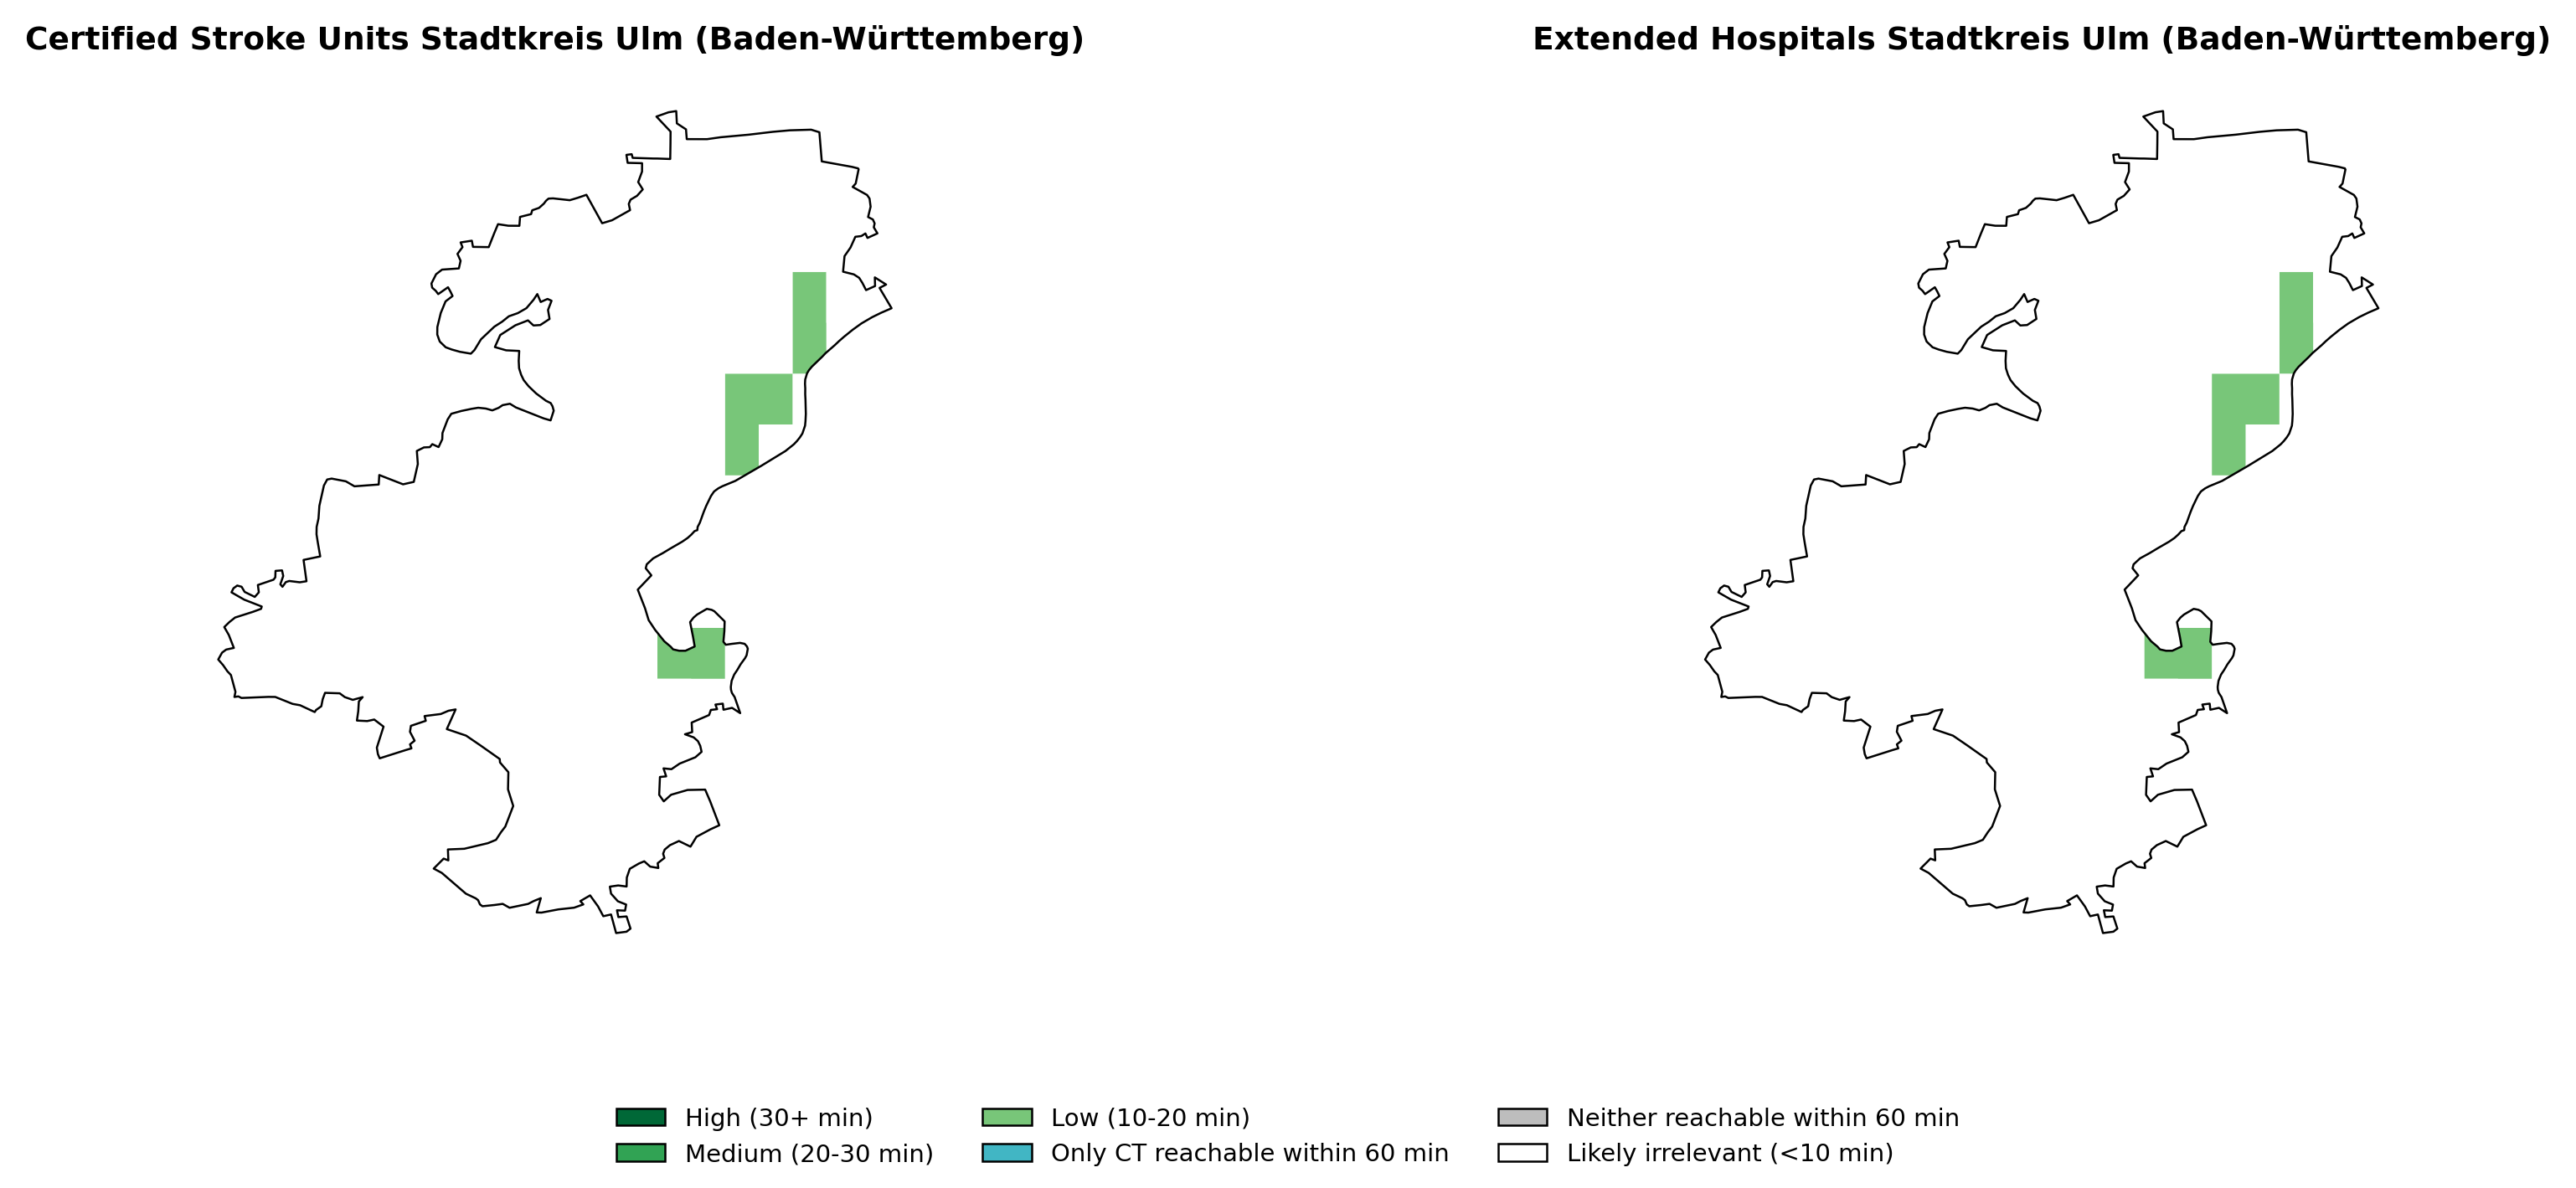 Certified Stroke Units Stadtkreis Ulm (Baden-Württemberg)
Extended Hospitals Stadtkreis Ulm (Baden-Württemberg)
High (30+ min)
Medium (20-30 min)
Low (10-20 min)
Only CT reachable within 60 min
Neither reachable within 60 min
Likely irrelevant (<10 min)